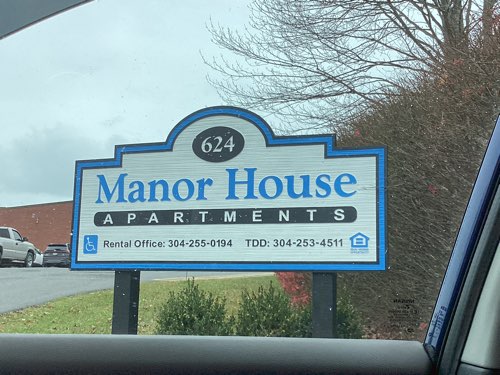 624
Manor House
APARTMENTS
Rental Office: 304-255-0194 TDD: 304-253-4511